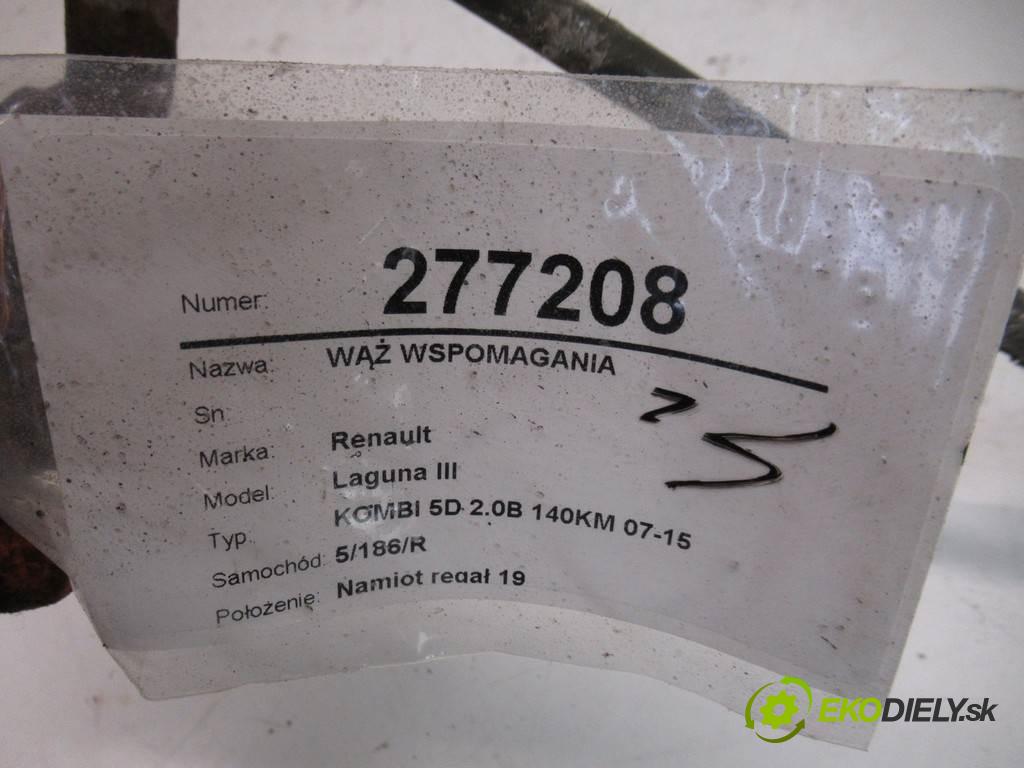 Numer: 277208
Nazwa: WĄŻ WSPOMAGANIA
Sn:
Marka: Renault
Model: Laguna III
Typ: KOMBI 5D 2.0B 140KM 07-15
Samochód: 5/186/R
Położenie: Namiot regał 19
EKODIELY.sk